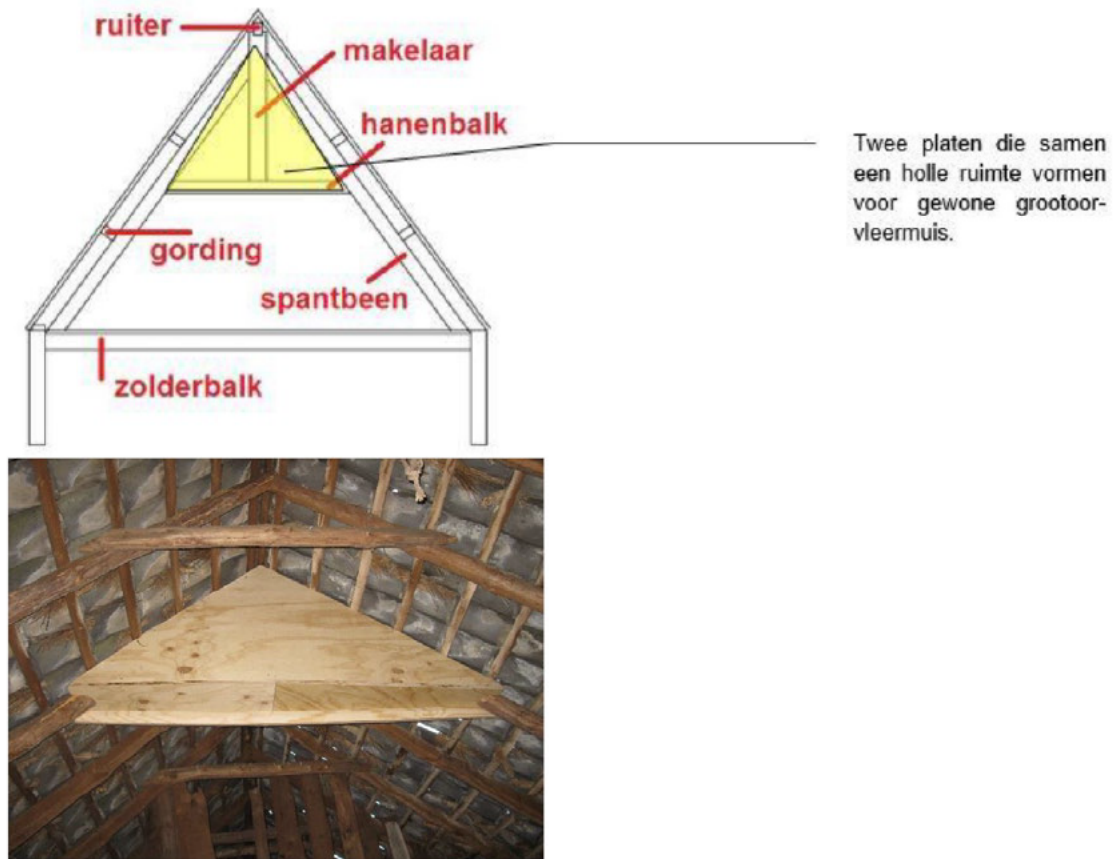 ruiter
makelaar
hanenbalk
gording
spantbeen
zolderbalk
Twee platen die samen
een holle ruimte vormen
voor gewone grootoor-
vleermuis.